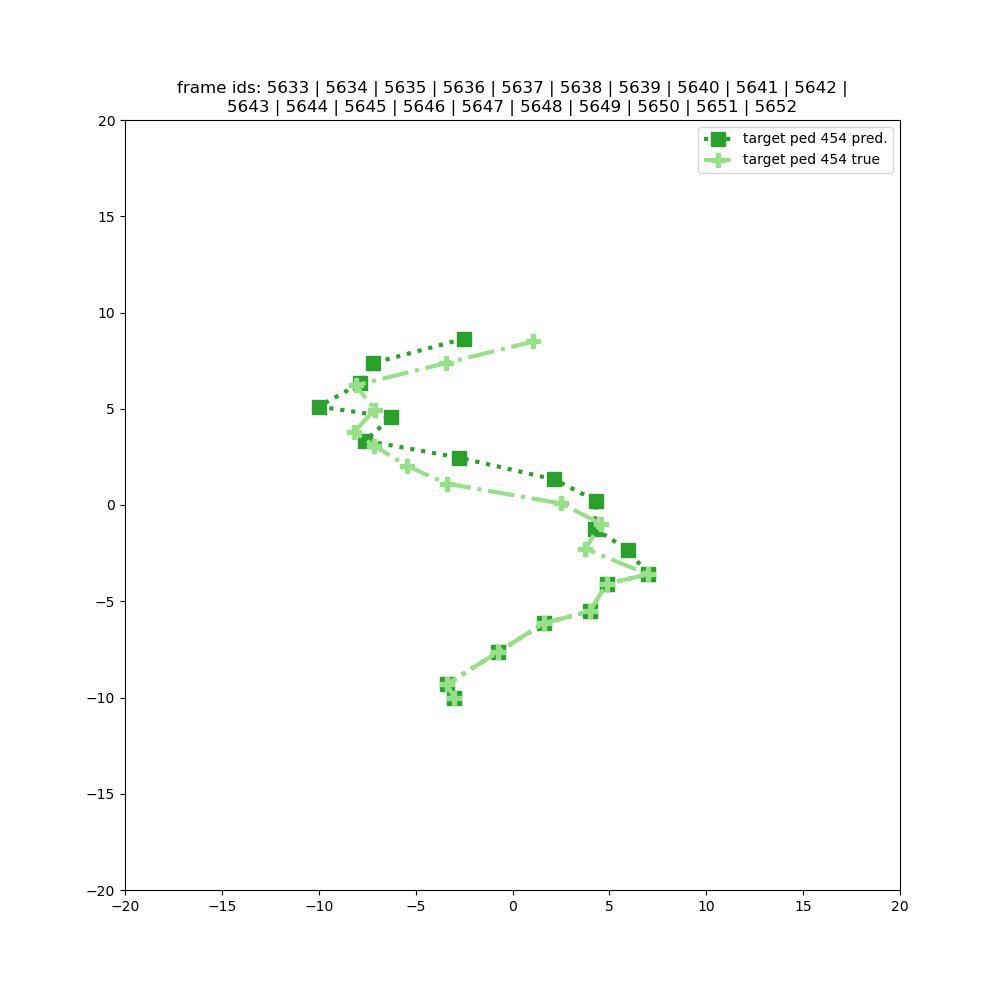 frame ids: 5633 | 5634 | 5635 | 5636 | 5637 | 5638 | 5639 | 5640 | 5641 | 5642 |
5643 | 5644 | 5645 | 5646 | 5647 | 5648 | 5649 | 5650 | 5651 | 5652
target ped 454 pred.
target ped 454 true
20
15
10
5
0
−5
−10
−15
−20
−20 −15 −10 −5 0 5 10 15 20